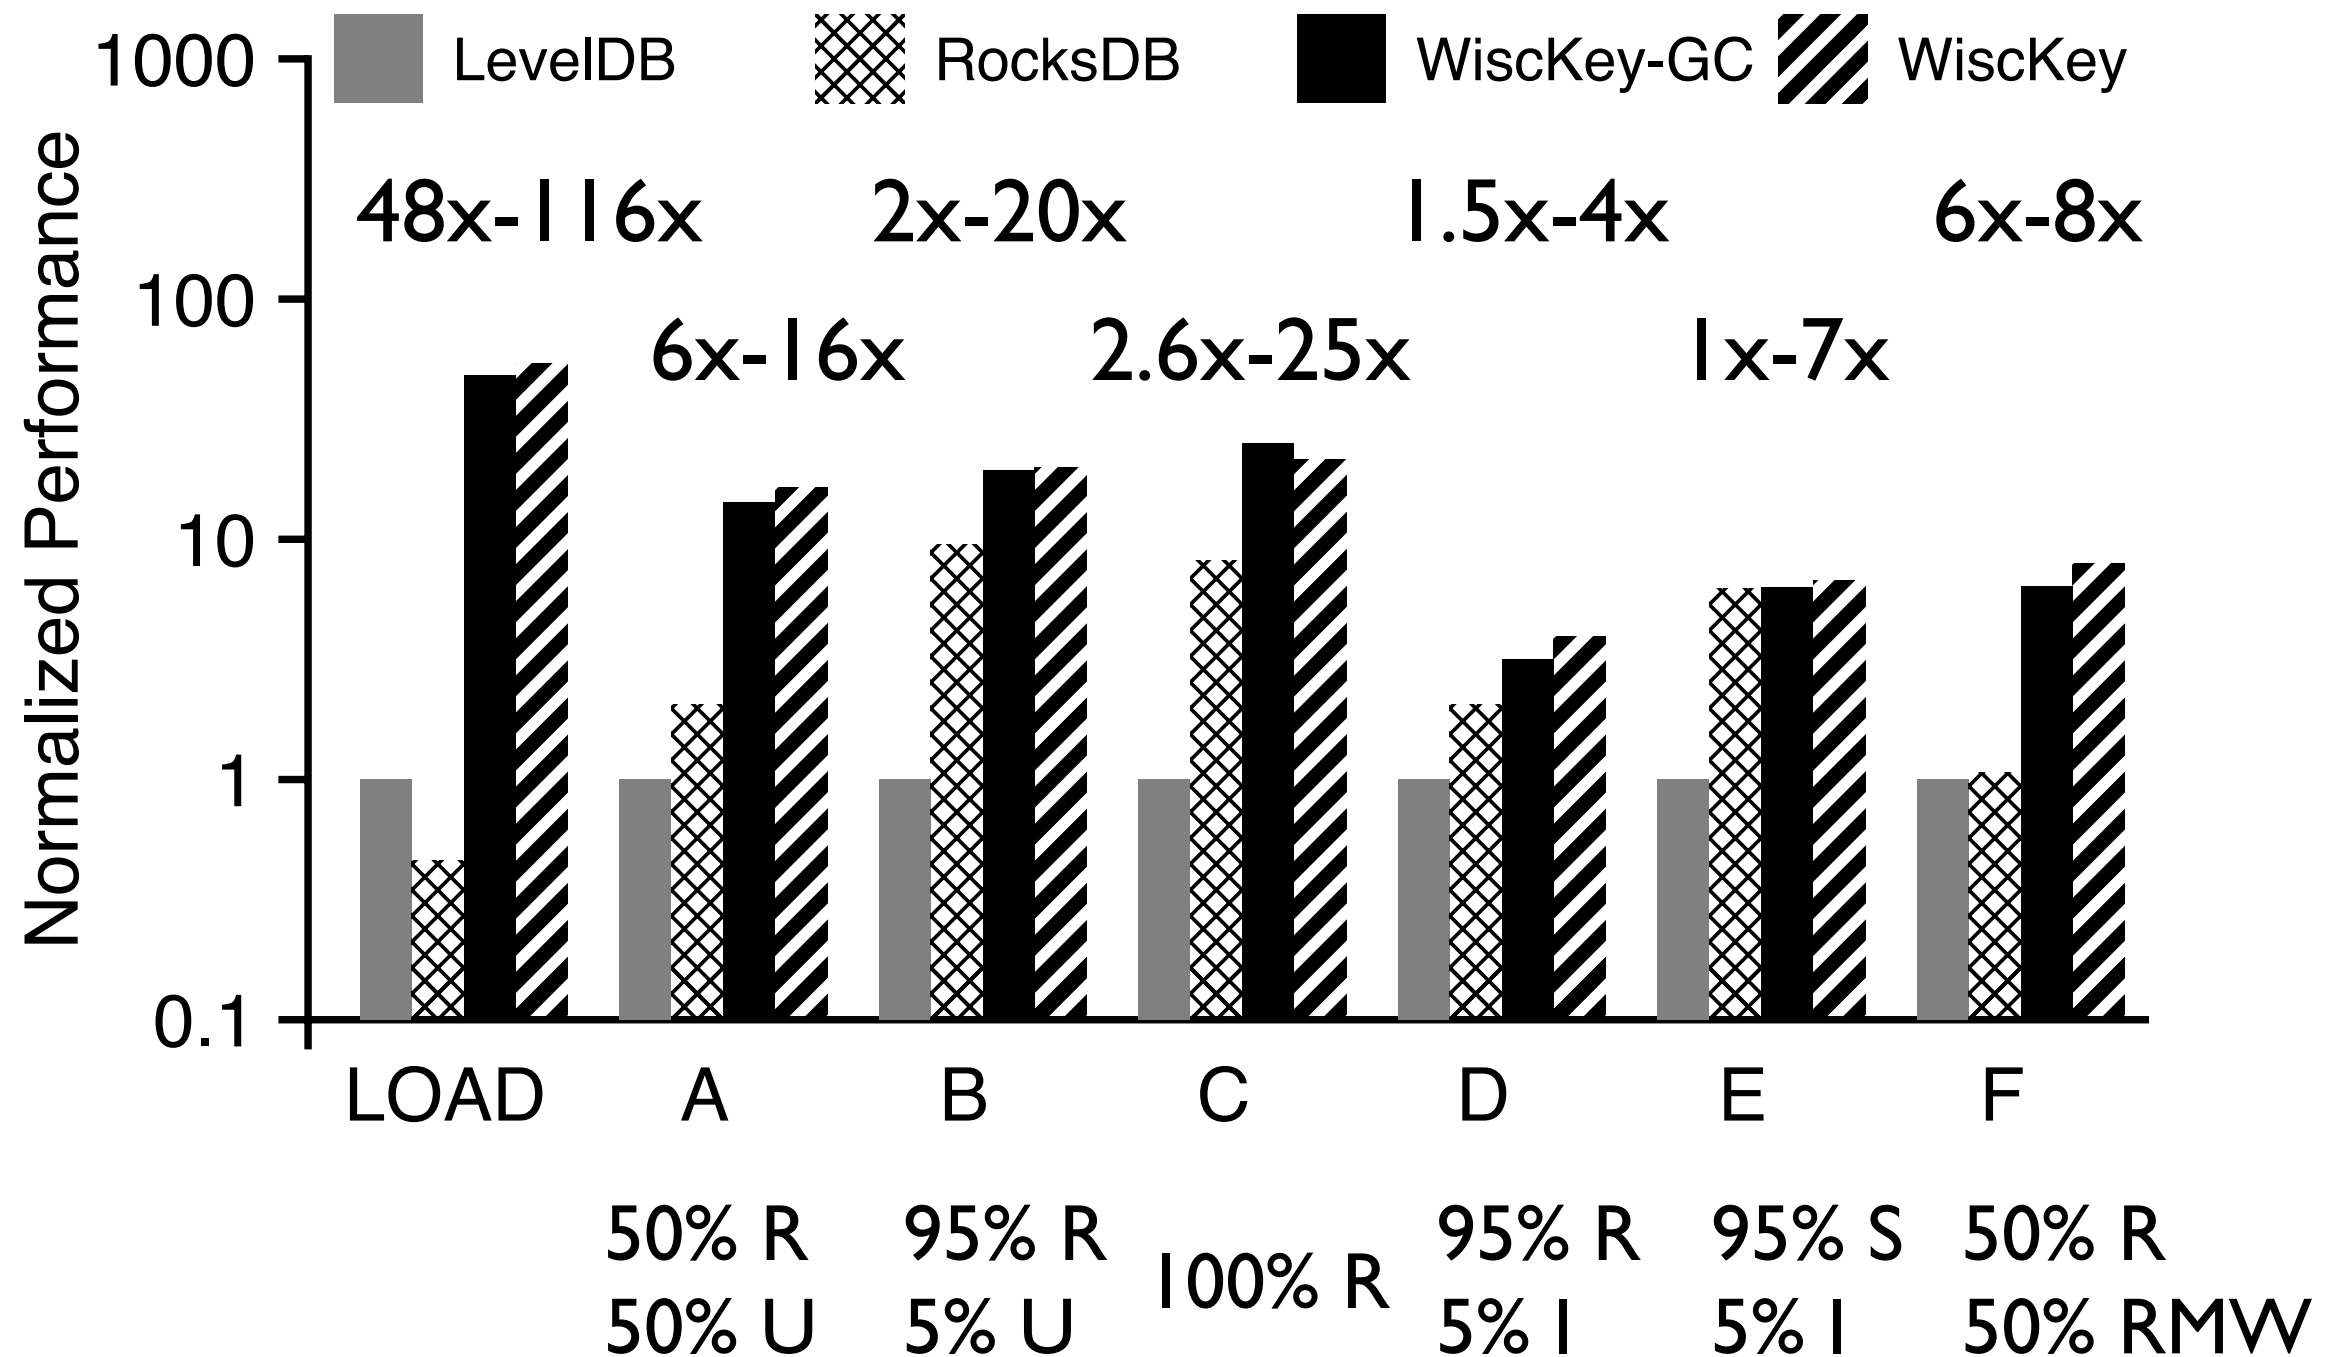 LevelDB RocksDB WiscKey-GC WiscKey
1000
48x-116x 2x-20x 1.5x-4x 6x-8x
100
6x-16x 2.6x-25x 1x-7x
10
1
0.1
Normalized Performance
LOAD A B C D E F
50% R 95% R 100% R 95% R 95% S 50% R
50% U 5% U 5% I 5% I 50% RMW